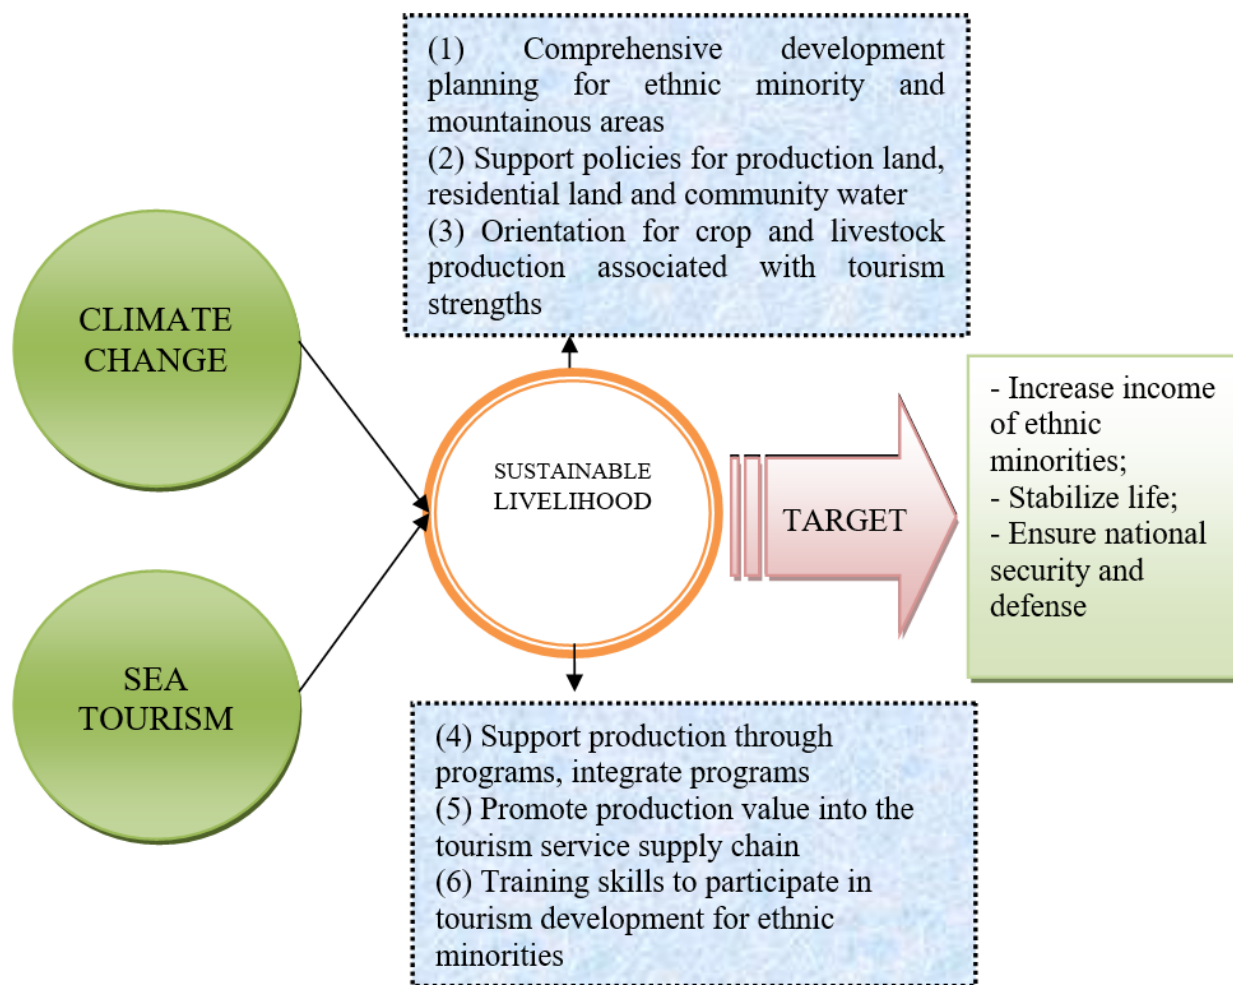 (1) Comprehensive development
planning for ethnic minority and
mountainous areas
(2) Support policies for production land,
residential land and community water
(3) Orientation for crop and livestock
production associated with tourism
strengths
CLIMATE
CHANGE
SUSTAINABLE
LIVELIHOOD
TARGET
- Increase income
of ethnic
minorities;
- Stabilize life;
- Ensure national
security and
defense
SEA
TOURISM
(4) Support production through
programs, integrate programs
(5) Promote production value into the
tourism service supply chain
(6) Training skills to participate in
tourism development for ethnic
minorities